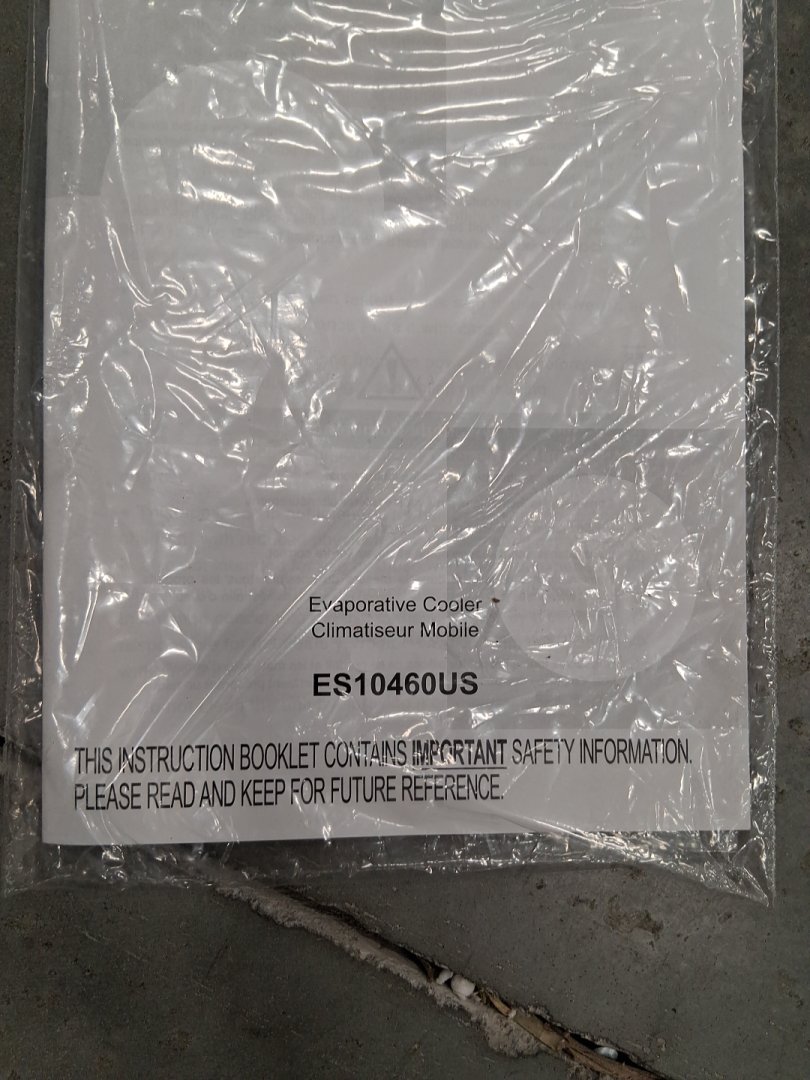 Evaporative Cooler
Climatiseur Mobile
ES10460US
THIS INSTRUCTION BOOKLET CONTAINS IMPORTANT SAFETY INFORMATION.
PLEASE READ AND KEEP FOR FUTURE REFERENCE.